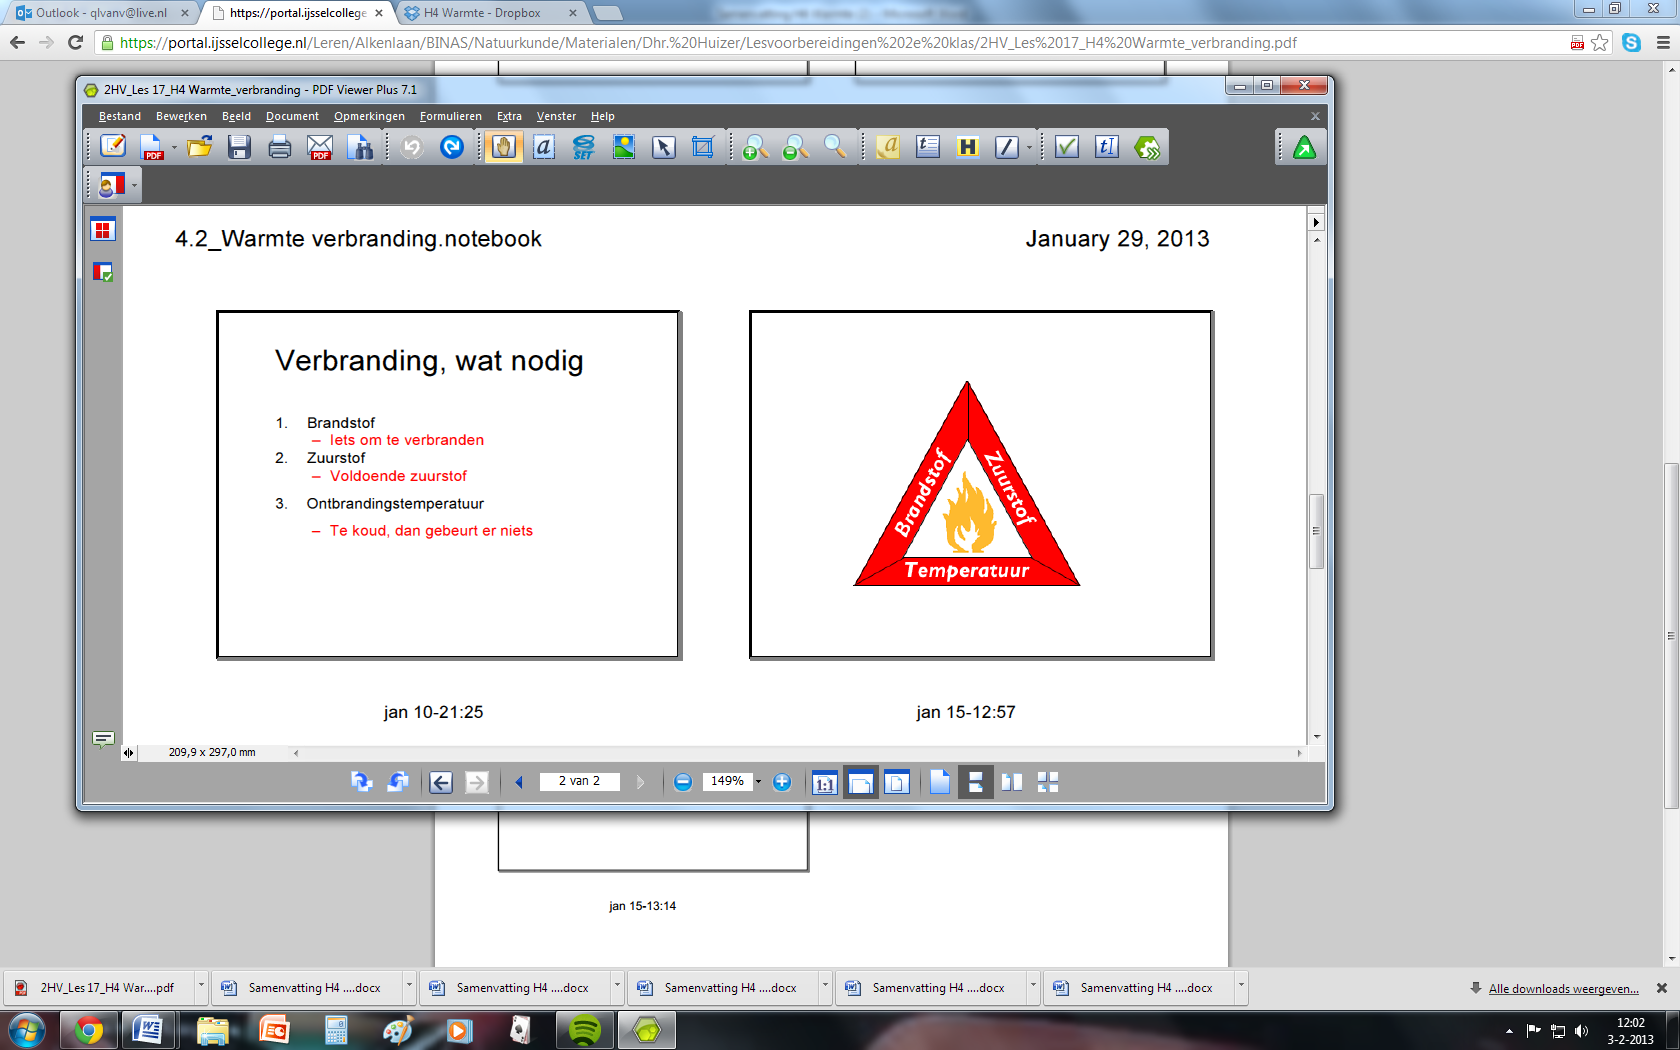 Outlook - qlvanv@live.nl
https://portal.ijsselcollege
H4 Warmte - Dropbox
https://portal.ijsselcollege.nl/Leren/Alkenlaan/BINAS/Natuurkunde/Materialen/Dhr.%20Huizer/Lesvoorbereidingen%202e%20klas/2HV_Les%2017_H4%20Warmte_verbranding.pdf
2HV_Les 17_H4 Warmte_verbranding - PDF Viewer Plus 7.1
Bestand Bewerken Beeld Document Opmerkingen Formulieren Extra Venster Help
4.2_Warmte verbranding.notebook
January 29, 2013
Verbranding, wat nodig
1. Brandstof
– Iets om te verbranden
2. Zuurstof
– Voldoende zuurstof
3. Ontbrandingstemperatuur
– Te koud, dan gebeurt er niets
Brandstof
Zuurstof
Temperatuur
jan 10-21:25
jan 15-12:57
209,9 x 297,0 mm
2 van 2
149%
jan 15-13:14
2HV_Les 17_H4 War....pdf
Samenvatting H4 ....docx
Samenvatting H4 ....docx
Samenvatting H4 ....docx
Samenvatting H4 ....docx
Samenvatting H4 ....docx
Alle downloads weergeven...
12:02
3-2-2013